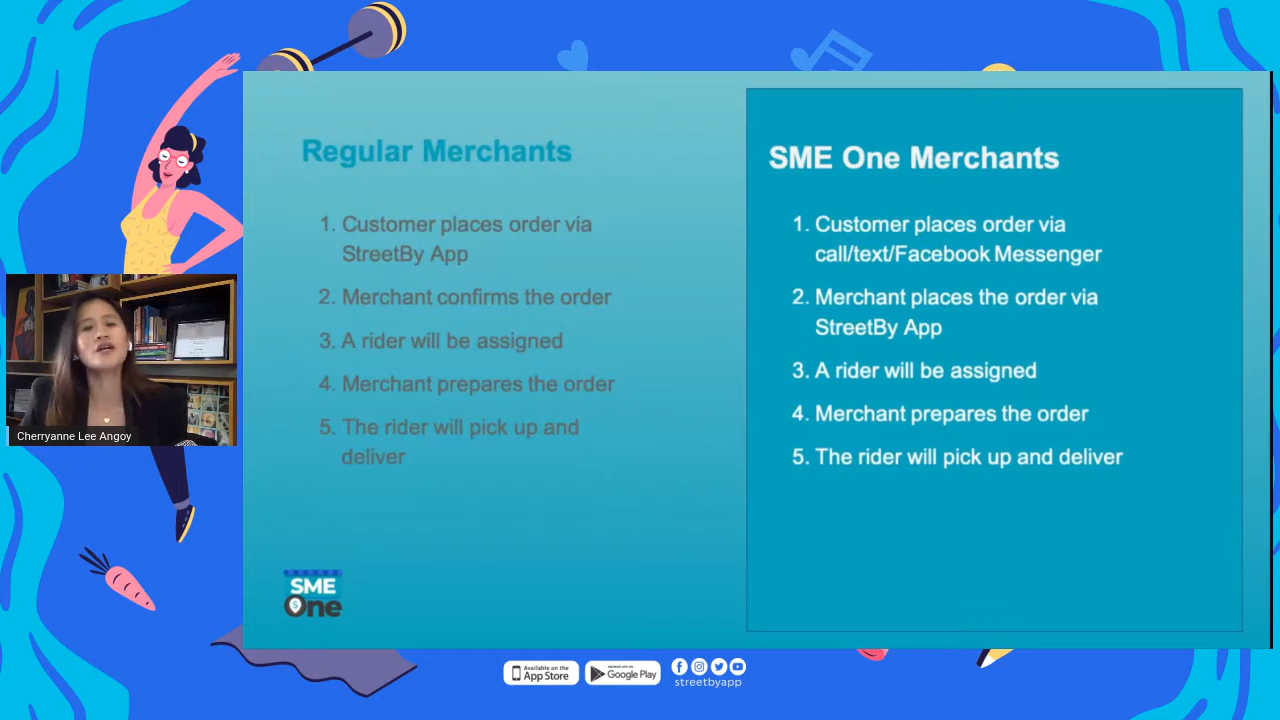 Regular Merchants
1. Customer places order via
StreetBy App
2. Merchant confirms the order
3. A rider will be assigned
4. Merchant prepares the order
5. The rider will pick up and
deliver
SME One Merchants
1. Customer places order via
call/text/Facebook Messenger
2. Merchant places the order via
StreetBy App
3. A rider will be assigned
4. Merchant prepares the order
5. The rider will pick up and deliver
Cherryanne Lee Angoy
SME
One
Available on the
App Store
Google Play
streetbyapp